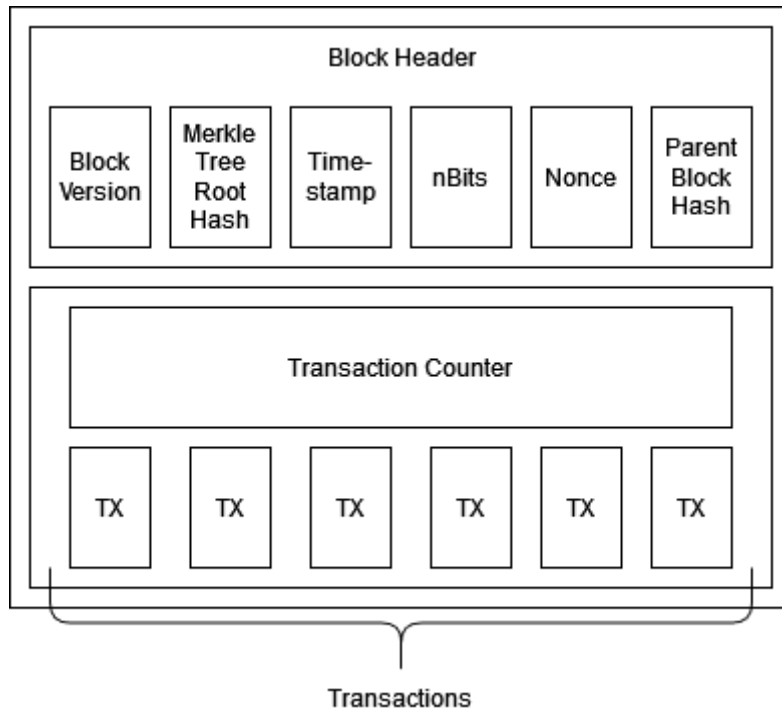 Block Header
Block
Version
Merkle
Tree
Root
Hash
Time-
stamp
nBits
Nonce
Parent
Block
Hash
Transaction Counter
TX
TX
TX
TX
TX
TX
Transactions